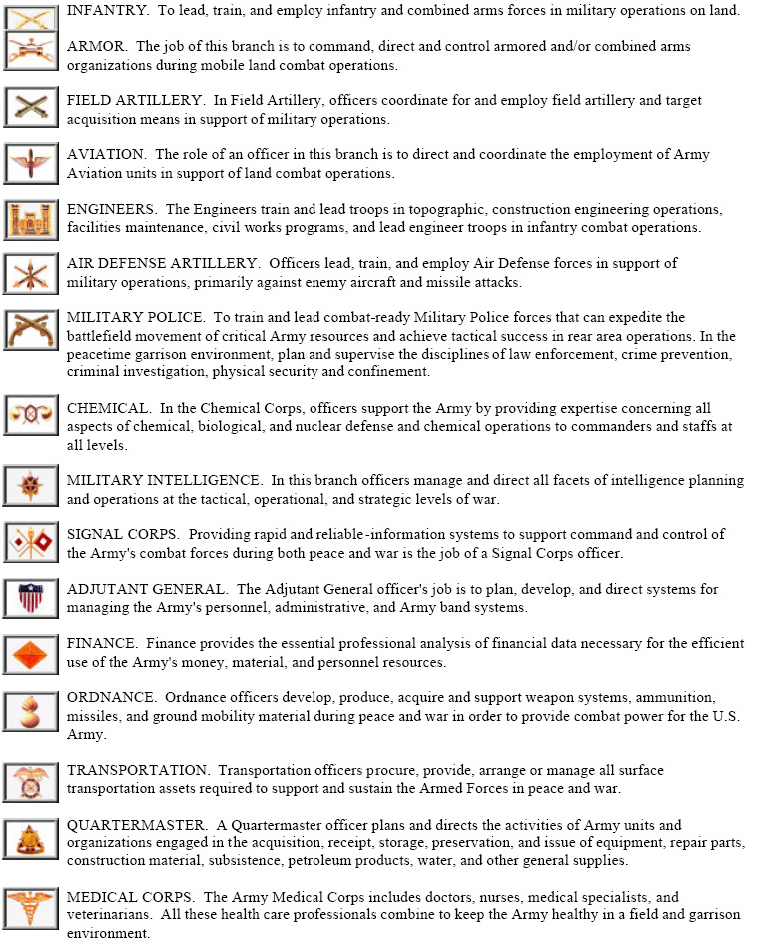 INFANTRY. To lead, train, and employ infantry and combined arms forces in military operations on land.
ARMOR. The job of this branch is to command, direct and control armored and/or combined arms
organizations during mobile land combat operations.
FIELD ARTILLERY. In Field Artillery, officers coordinate for and employ field artillery and target
acquisition means in support of military operations.
AVIATION. The role of an officer in this branch is to direct and coordinate the employment of Army
Aviation units in support of land combat operations.
ENGINEERS. The Engineers train and lead troops in topographic, construction engineering operations,
facilities maintenance, civil works programs, and lead engineer troops in infantry combat operations.
AIR DEFENSE ARTILLERY. Officers lead, train, and employ Air Defense forces in support of
military operations, primarily against enemy aircraft and missile attacks.
MILITARY POLICE. To train and lead combat-ready Military Police forces that can expedite the
battlefield movement of critical Army resources and achieve tactical success in rear area operations. In the
peacetime garrison environment, plan and supervise the disciplines of law enforcement, crime prevention,
criminal investigation, physical security and confinement.
CHEMICAL. In the Chemical Corps, officers support the Army by providing expertise concerning all
aspects of chemical, biological, and nuclear defense and chemical operations to commanders and staffs at
all levels.
MILITARY INTELLIGENCE. In this branch officers manage and direct all facets of intelligence planning
and operations at the tactical, operational, and strategic levels of war.
SIGNAL CORPS. Providing rapid and reliable-information systems to support command and control of
the Army's combat forces during both peace and war is the job of a Signal Corps officer.
ADJUTANT GENERAL. The Adjutant General officer's job is to plan, develop, and direct systems for
managing the Army's personnel, administrative, and Army band systems.
FINANCE. Finance provides the essential professional analysis of financial data necessary for the efficient
use of the Army's money, material, and personnel resources.
ORDNANCE. Ordnance officers develop, produce, acquire and support weapon systems, ammunition,
missiles, and ground mobility material during peace and war in order to provide combat power for the U.S.
Army.
TRANSPORTATION. Transportation officers procure, provide, arrange or manage all surface
transportation assets required to support and sustain the Armed Forces in peace and war.
QUARTERMASTER. A Quartermaster officer plans and directs the activities of Army units and
organizations engaged in the acquisition, receipt, storage, preservation, and issue of equipment, repair parts,
construction material, subsistence, petroleum products, water, and other general supplies.
MEDICAL CORPS. The Army Medical Corps includes doctors, nurses, medical specialists, and
veterinarians. All these health care professionals combine to keep the Army healthy in a field and garrison
environment.